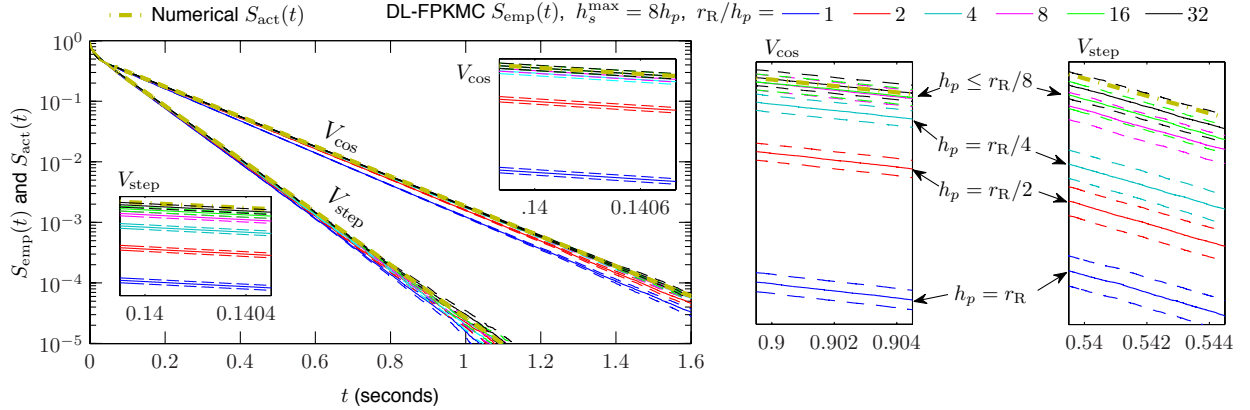 Numerical S_act(t)
DL-FPKMC S_emp(t), h_s^max = 8h_p, r_R/h_p = 1 2 4 8 16 32
S_emp(t) and S_act(t)
10^0
10^-1
10^-2
10^-3
10^-4
10^-5
0 0.2 0.4 0.6 0.8 1 1.2 1.4 1.6
t (seconds)
V_cos
V_step
V_step
0.14 0.1404
V_cos
.14 0.1406
V_cos
0.9 0.902 0.904
h_p ≤ r_R/8
h_p = r_R/4
h_p = r_R/2
h_p = r_R
V_step
0.54 0.542 0.544